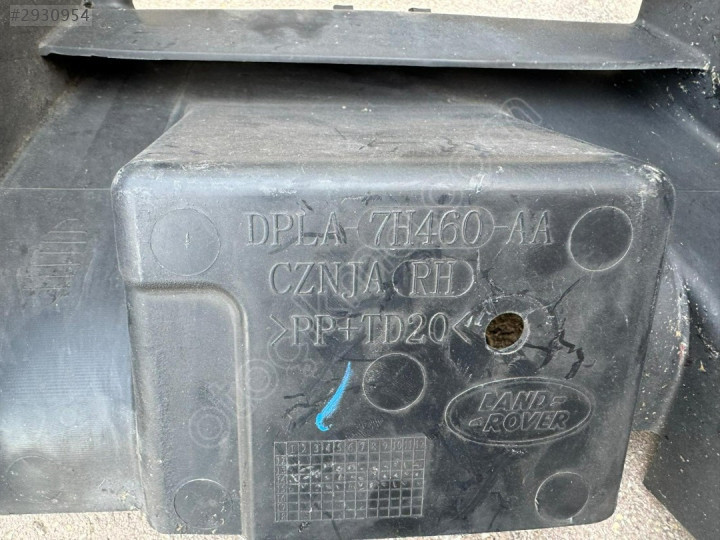 #2930954
DPLA-7H460-AA
CZNJA RH
>PP+TD20<
LAND-
-ROVER